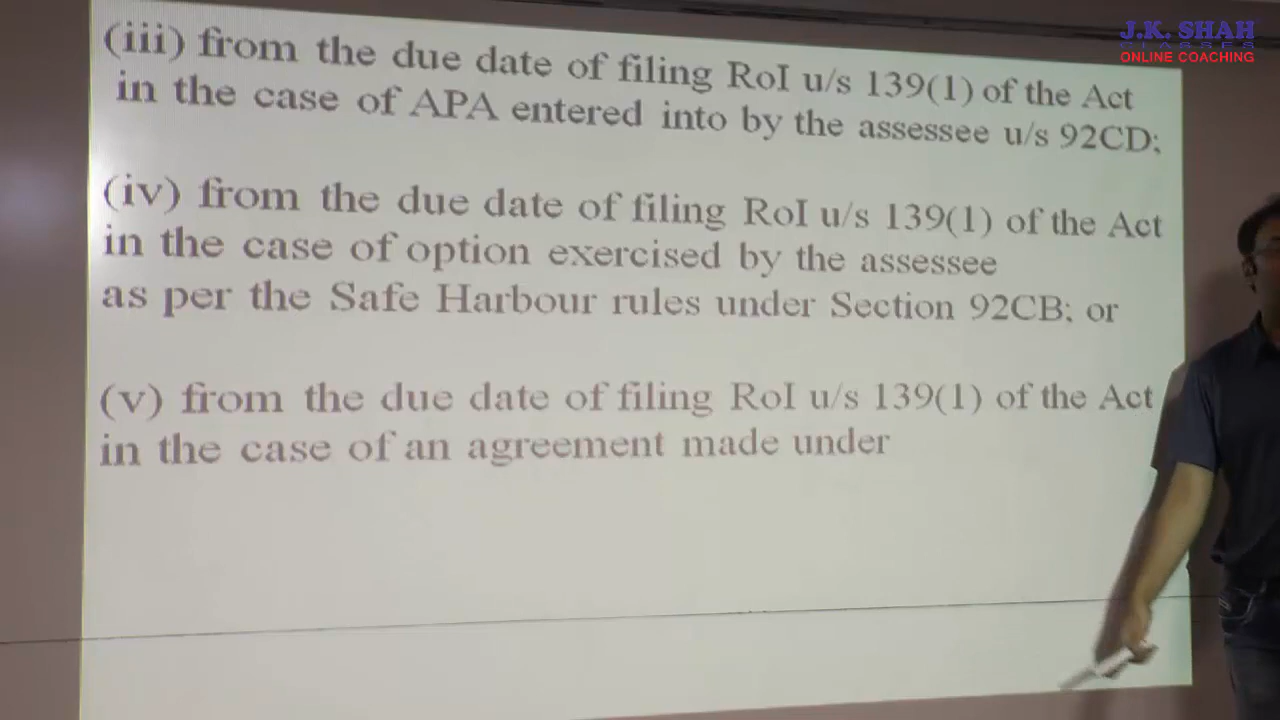 J.K. SHAH
CLASSES
ONLINE COACHING
(iii) from the due date of filing RoI u/s 139(1) of the Act
in the case of APA entered into by the assessee u/s 92CD;
(iv) from the due date of filing RoI u/s 139(1) of the Act
in the case of option exercised by the assessee
as per the Safe Harbour rules under Section 92CB; or
(v) from the due date of filing RoI u/s 139(1) of the Act
in the case of an agreement made under